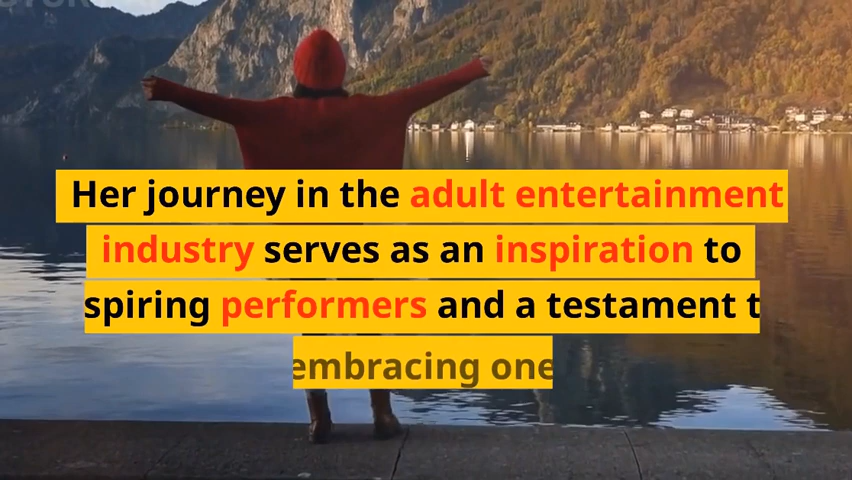 Her journey in the adult entertainment
industry serves as an inspiration to
spiring performers and a testament t
embracing one